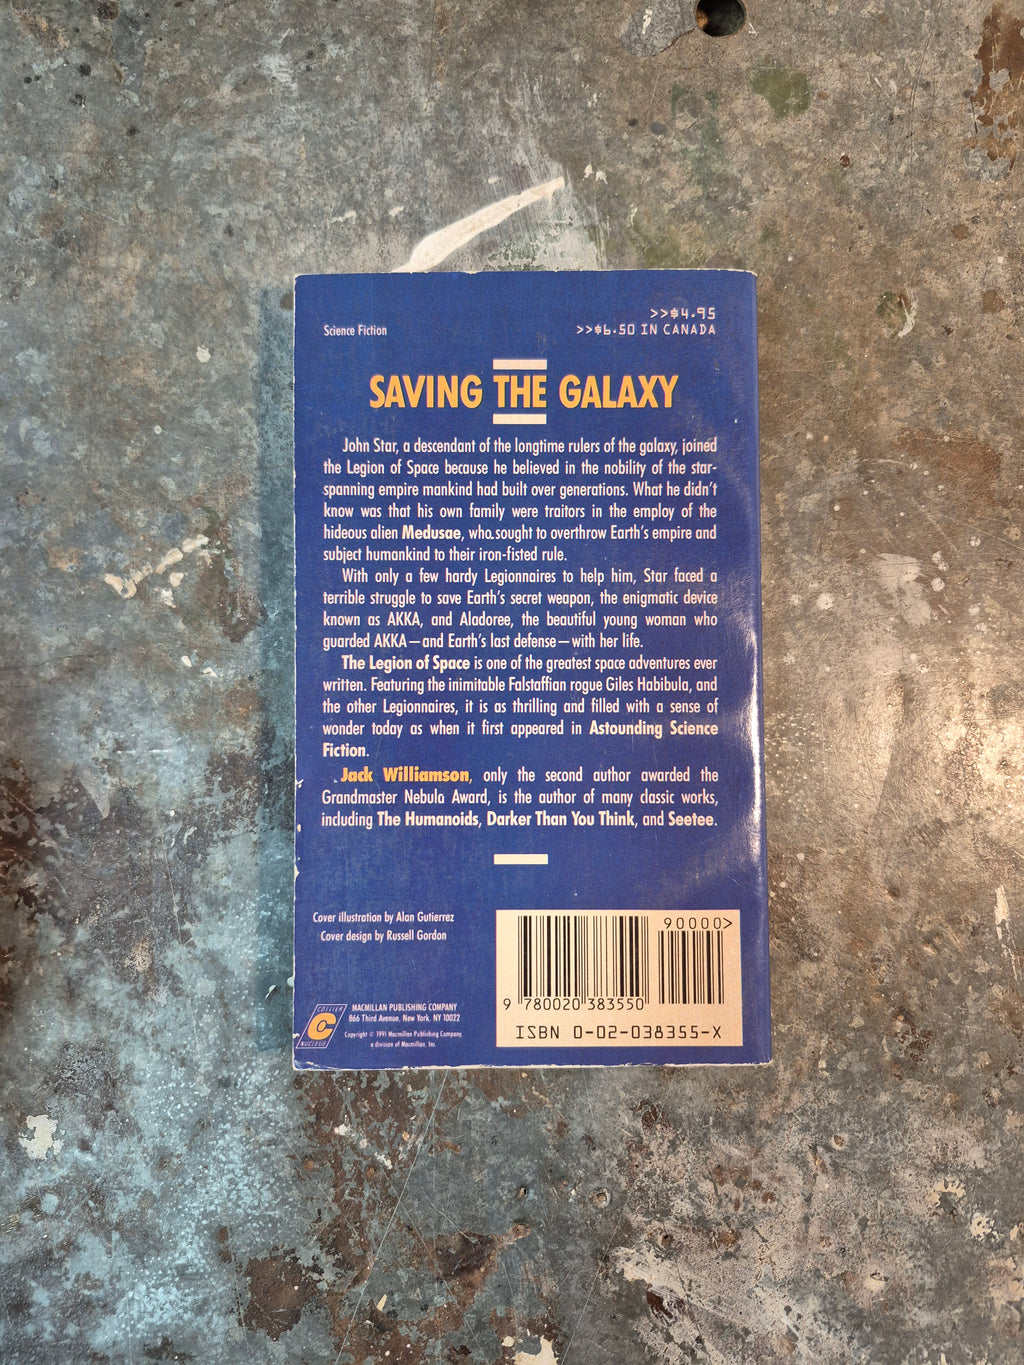 Science Fiction
>>$4.95
>>$6.50 IN CANADA
SAVING THE GALAXY
John Star, a descendant of the longtime rulers of the galaxy, joined
the Legion of Space because he believed in the nobility of the star-
spanning empire mankind had built over generations. What he didn't
know was that his own family were traitors in the employ of the
hideous alien Medusae, who sought to overthrow Earth's empire and
subject humankind to their iron-fisted rule.
With only a few hardy Legionnaires to help him, Star faced a
terrible struggle to save Earth's secret weapon, the enigmatic device
known as AKKA, and Aladoree, the beautiful young woman who
guarded AKKA—and Earth's last defense—with her life.
The Legion of Space is one of the greatest space adventures ever
written. Featuring the inimitable Falstaffian rogue Giles Habibula, and
the other Legionnaires, it is as thrilling and filled with a sense of
wonder today as when it first appeared in Astounding Science
Fiction.
Jack Williamson, only the second author awarded the
Grandmaster Nebula Award, is the author of many classic works,
including The Humanoids, Darker Than You Think, and Seetee.
Cover illustration by Alan Gutierrez
Cover design by Russell Gordon
COLLIER
C
NUCLEUS
MACMILLAN PUBLISHING COMPANY
866 Third Avenue, New York, NY 10022
Copyright © 1991 Macmillan Publishing Company,
a division of Macmillan, Inc.
90000>
9 780020 383550
ISBN 0-02-038355-X